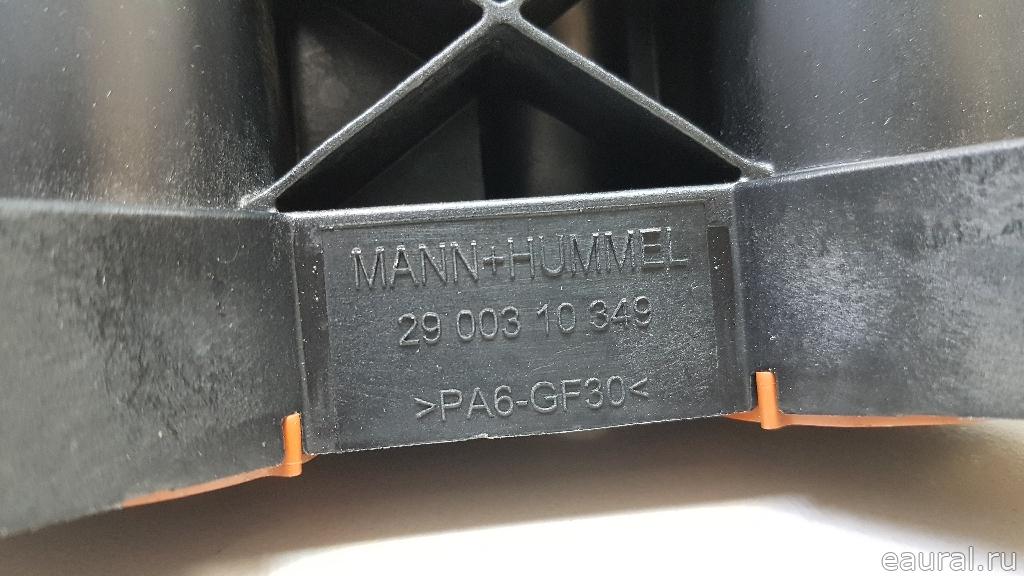 MANN+HUMMEL
29 003 10 349
>PA6-GF30<
eaural.ru